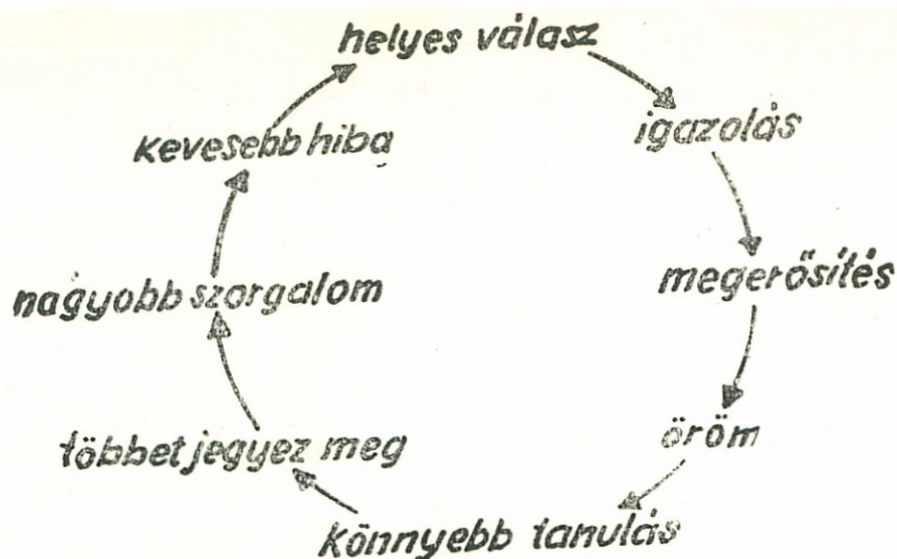 helyes válasz
igazolás
megerősítés
öröm
könnyebb tanulás
többet jegyez meg
nagyobb szorgalom
kevesebb hiba